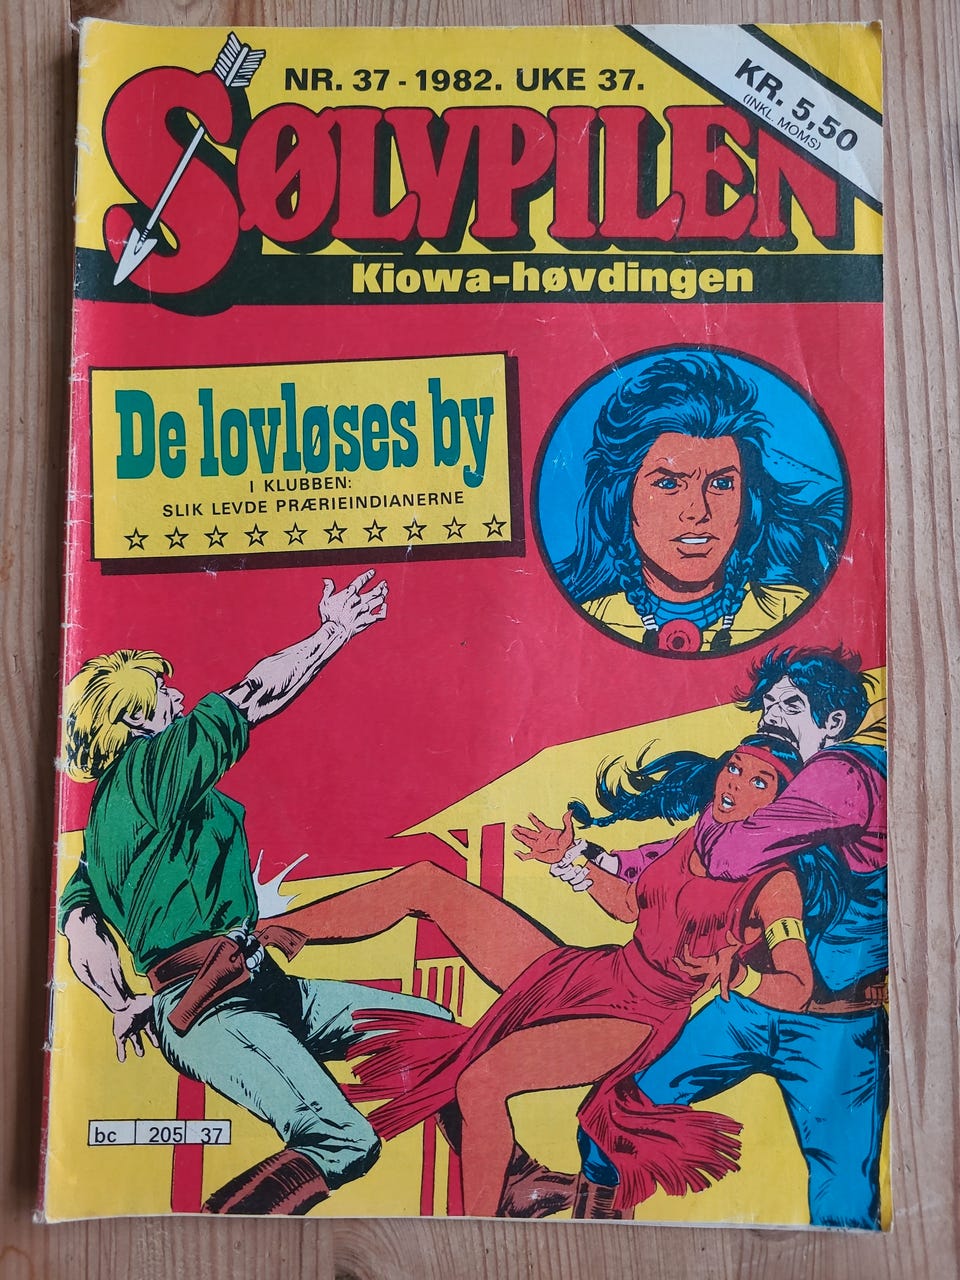 NR. 37 - 1982. UKE 37.
KR. 5,50
(INKL. MOMS)
SØLVPILEN
Kiowa-høvdingen
De lovløses by
I KLUBBEN:
SLIK LEVDE PRÆRIEINDIANERNE
bc 205 37